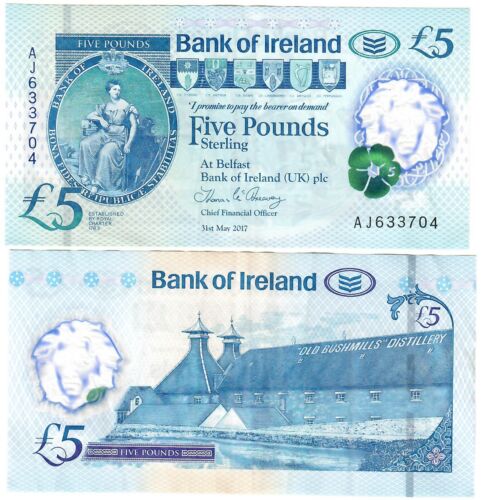 FIVE POUNDS
Bank of Ireland
£5
AJ633704
BANK OF IRELAND
BONA FIDES REIPUBLICÆ STABILITAS
I promise to pay the bearer on demand
Five Pounds
Sterling
At Belfast
Bank of Ireland (UK) plc
Chief Financial Officer
31st May 2017
5
£5
ESTABLISHED
BY ROYAL
CHARTER
1783
AJ633704
Bank of Ireland
£5
"OLD BUSHMILLS" DISTILLERY
£5
FIVE POUNDS